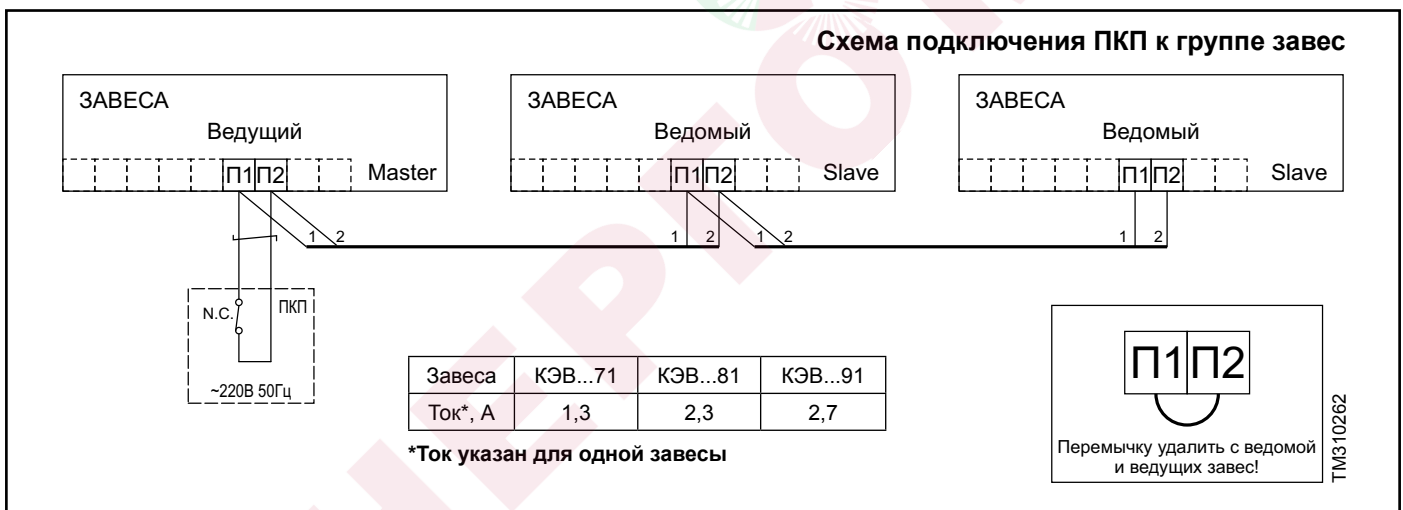 Схема подключения ПКП к группе завес
ЗАВЕСА
Ведущий
П1 П2
Master
ЗАВЕСА
Ведомый
П1 П2
Slave
ЗАВЕСА
Ведомый
П1 П2
Slave
1 2
1 2
1 2
1 2
N.C.
ПКП
~220В 50Гц
Завеса КЭВ...71 КЭВ...81 КЭВ...91
Ток*, А 1,3 2,3 2,7
*Ток указан для одной завесы
П1 П2
Перемычку удалить с ведомой
и ведущих завес!
ТМ310262